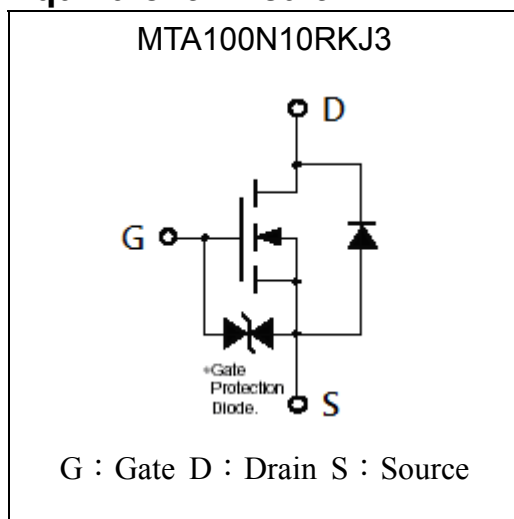 MTA100N10RKJ3
D
G
*Gate
Protection
Diode.
S
G：Gate D：Drain S：Source